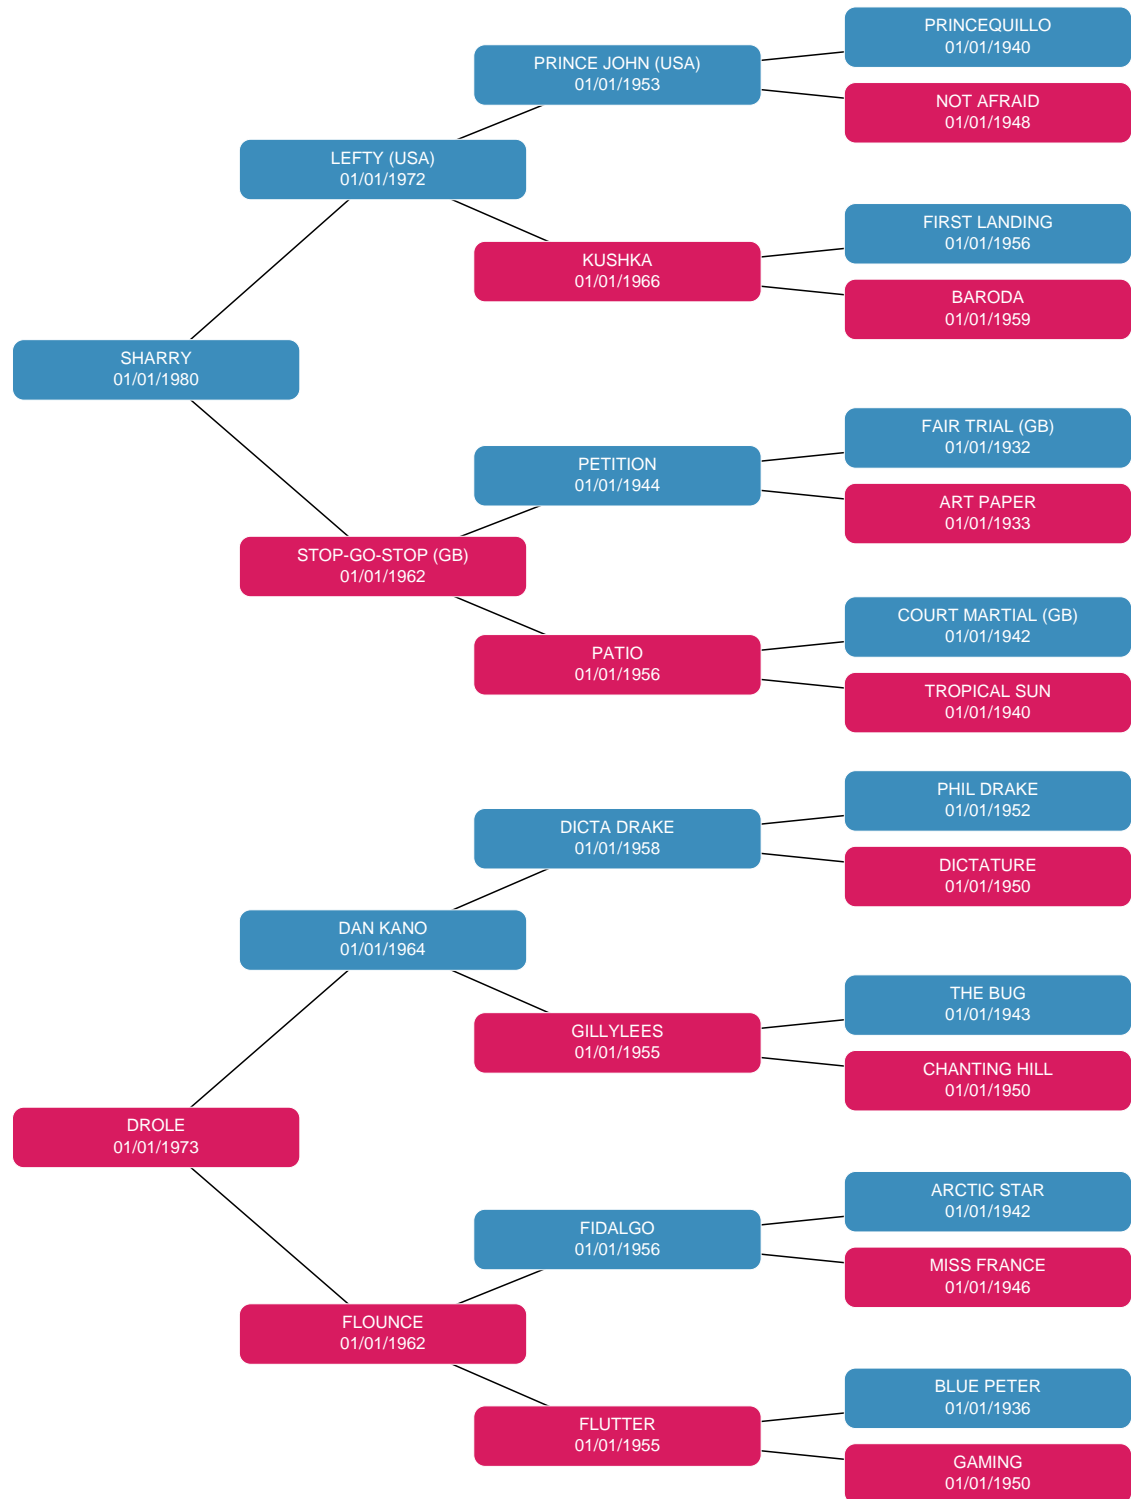 PRINCEQUILLO
01/01/1940
PRINCE JOHN (USA)
01/01/1953
NOT AFRAID
01/01/1948
LEFTY (USA)
01/01/1972
FIRST LANDING
01/01/1956
KUSHKA
01/01/1966
BARODA
01/01/1959
SHARRY
01/01/1980
FAIR TRIAL (GB)
01/01/1932
PETITION
01/01/1944
ART PAPER
01/01/1933
STOP-GO-STOP (GB)
01/01/1962
COURT MARTIAL (GB)
01/01/1942
PATIO
01/01/1956
TROPICAL SUN
01/01/1940
PHIL DRAKE
01/01/1952
DICTA DRAKE
01/01/1958
DICTATURE
01/01/1950
DAN KANO
01/01/1964
THE BUG
01/01/1943
GILLYLEES
01/01/1955
CHANTING HILL
01/01/1950
DROLE
01/01/1973
ARCTIC STAR
01/01/1942
FIDALGO
01/01/1956
MISS FRANCE
01/01/1946
FLOUNCE
01/01/1962
BLUE PETER
01/01/1936
FLUTTER
01/01/1955
GAMING
01/01/1950